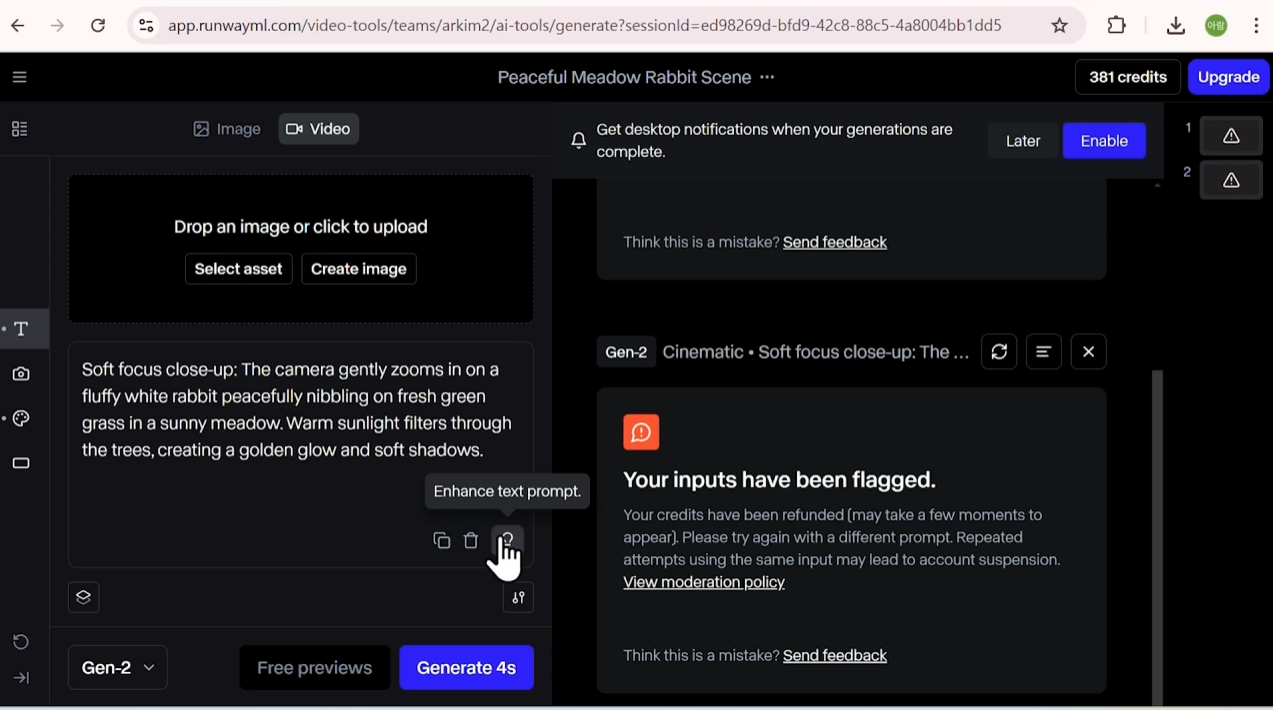 app.runwayml.com/video-tools/teams/arkim2/ai-tools/generate?sessionId=ed98269d-bfd9-42c8-88c5-4a8004bb1dd5
아람
Peaceful Meadow Rabbit Scene ···
381 credits
Upgrade
Image
Video
Get desktop notifications when your generations are
complete.
Later
Enable
1
2
Drop an image or click to upload
Select asset
Create image
T
Soft focus close-up: The camera gently zooms in on a
fluffy white rabbit peacefully nibbling on fresh green
grass in a sunny meadow. Warm sunlight filters through
the trees, creating a golden glow and soft shadows.
Enhance text prompt.
Gen-2
Free previews
Generate 4s
Think this is a mistake? Send feedback
Gen-2
Cinematic • Soft focus close-up: The ...
Your inputs have been flagged.
Your credits have been refunded (may take a few moments to
appear). Please try again with a different prompt. Repeated
attempts using the same input may lead to account suspension.
View moderation policy
Think this is a mistake? Send feedback